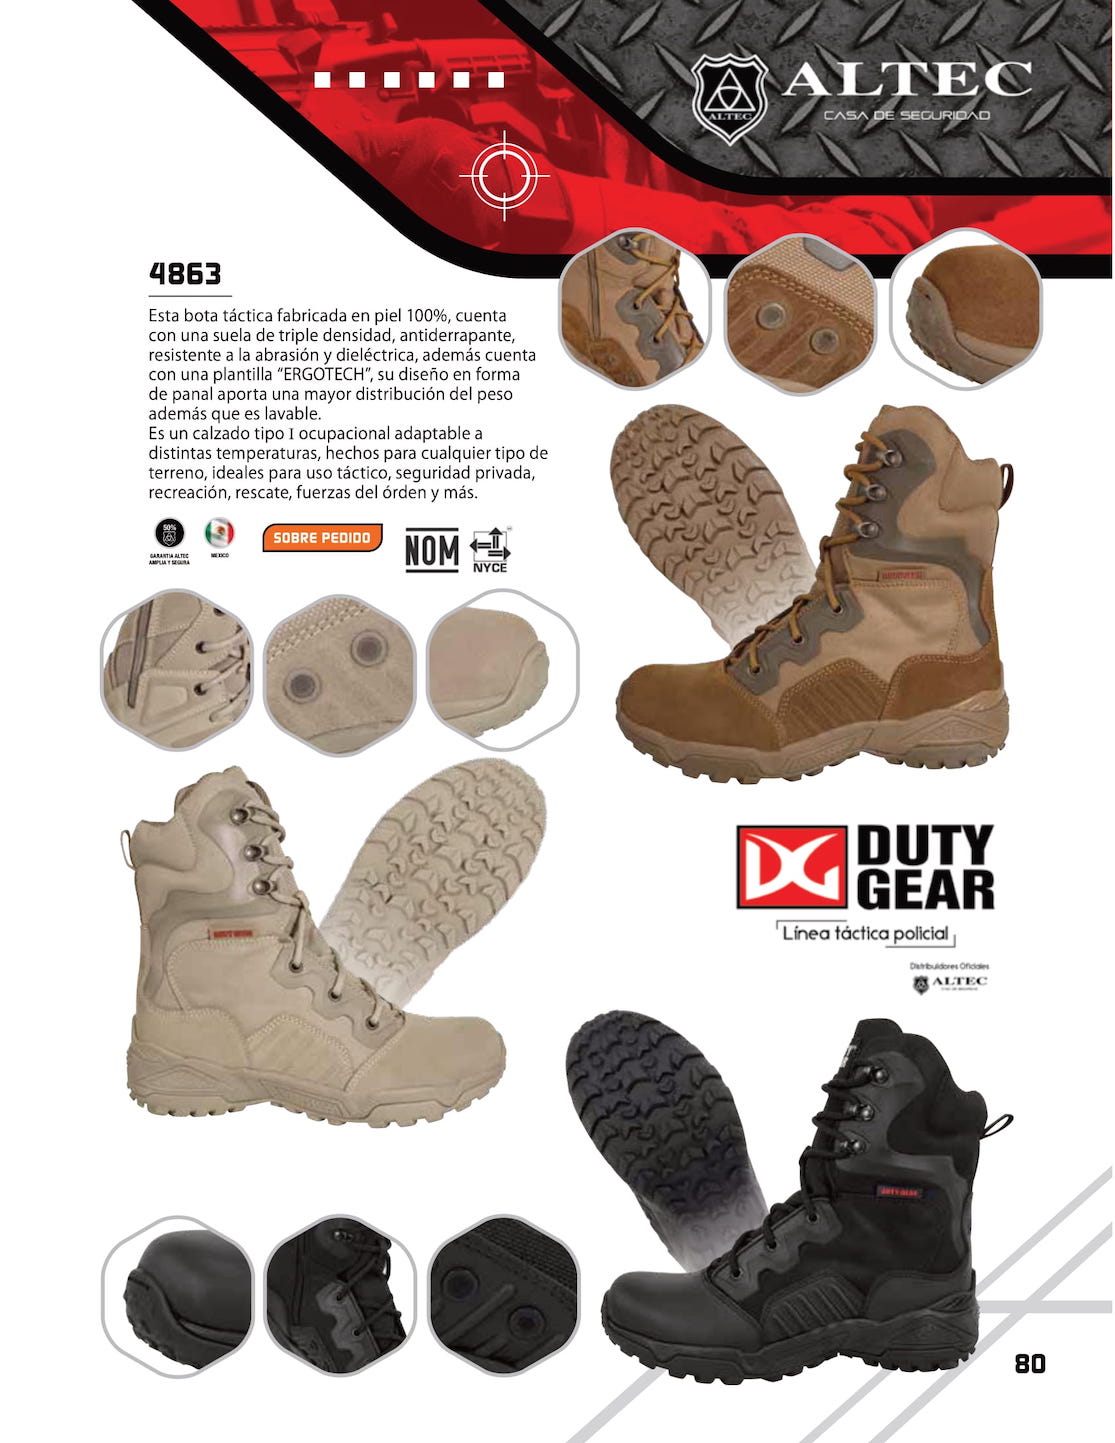 ALTEC
CASA DE SEGURIDAD
ALTEC
4863
Esta bota táctica fabricada en piel 100%, cuenta
con una suela de triple densidad, antiderrapante,
resistente a la abrasión y dieléctrica, además cuenta
con una plantilla “ERGOTECH”, su diseño en forma
de panal aporta una mayor distribución del peso
además que es lavable.
Es un calzado tipo I ocupacional adaptable a
distintas temperaturas, hechos para cualquier tipo de
terreno, ideales para uso táctico, seguridad privada,
recreación, rescate, fuerzas del órden y más.
50%
GARANTIA ALTEC
AMPLIA Y SEGURA
MEXICO
SOBRE PEDIDO
NOM
NYCE
DG DUTY
GEAR
Línea táctica policial
Distribuidores Oficiales
ALTEC
DUTY GEAR
80